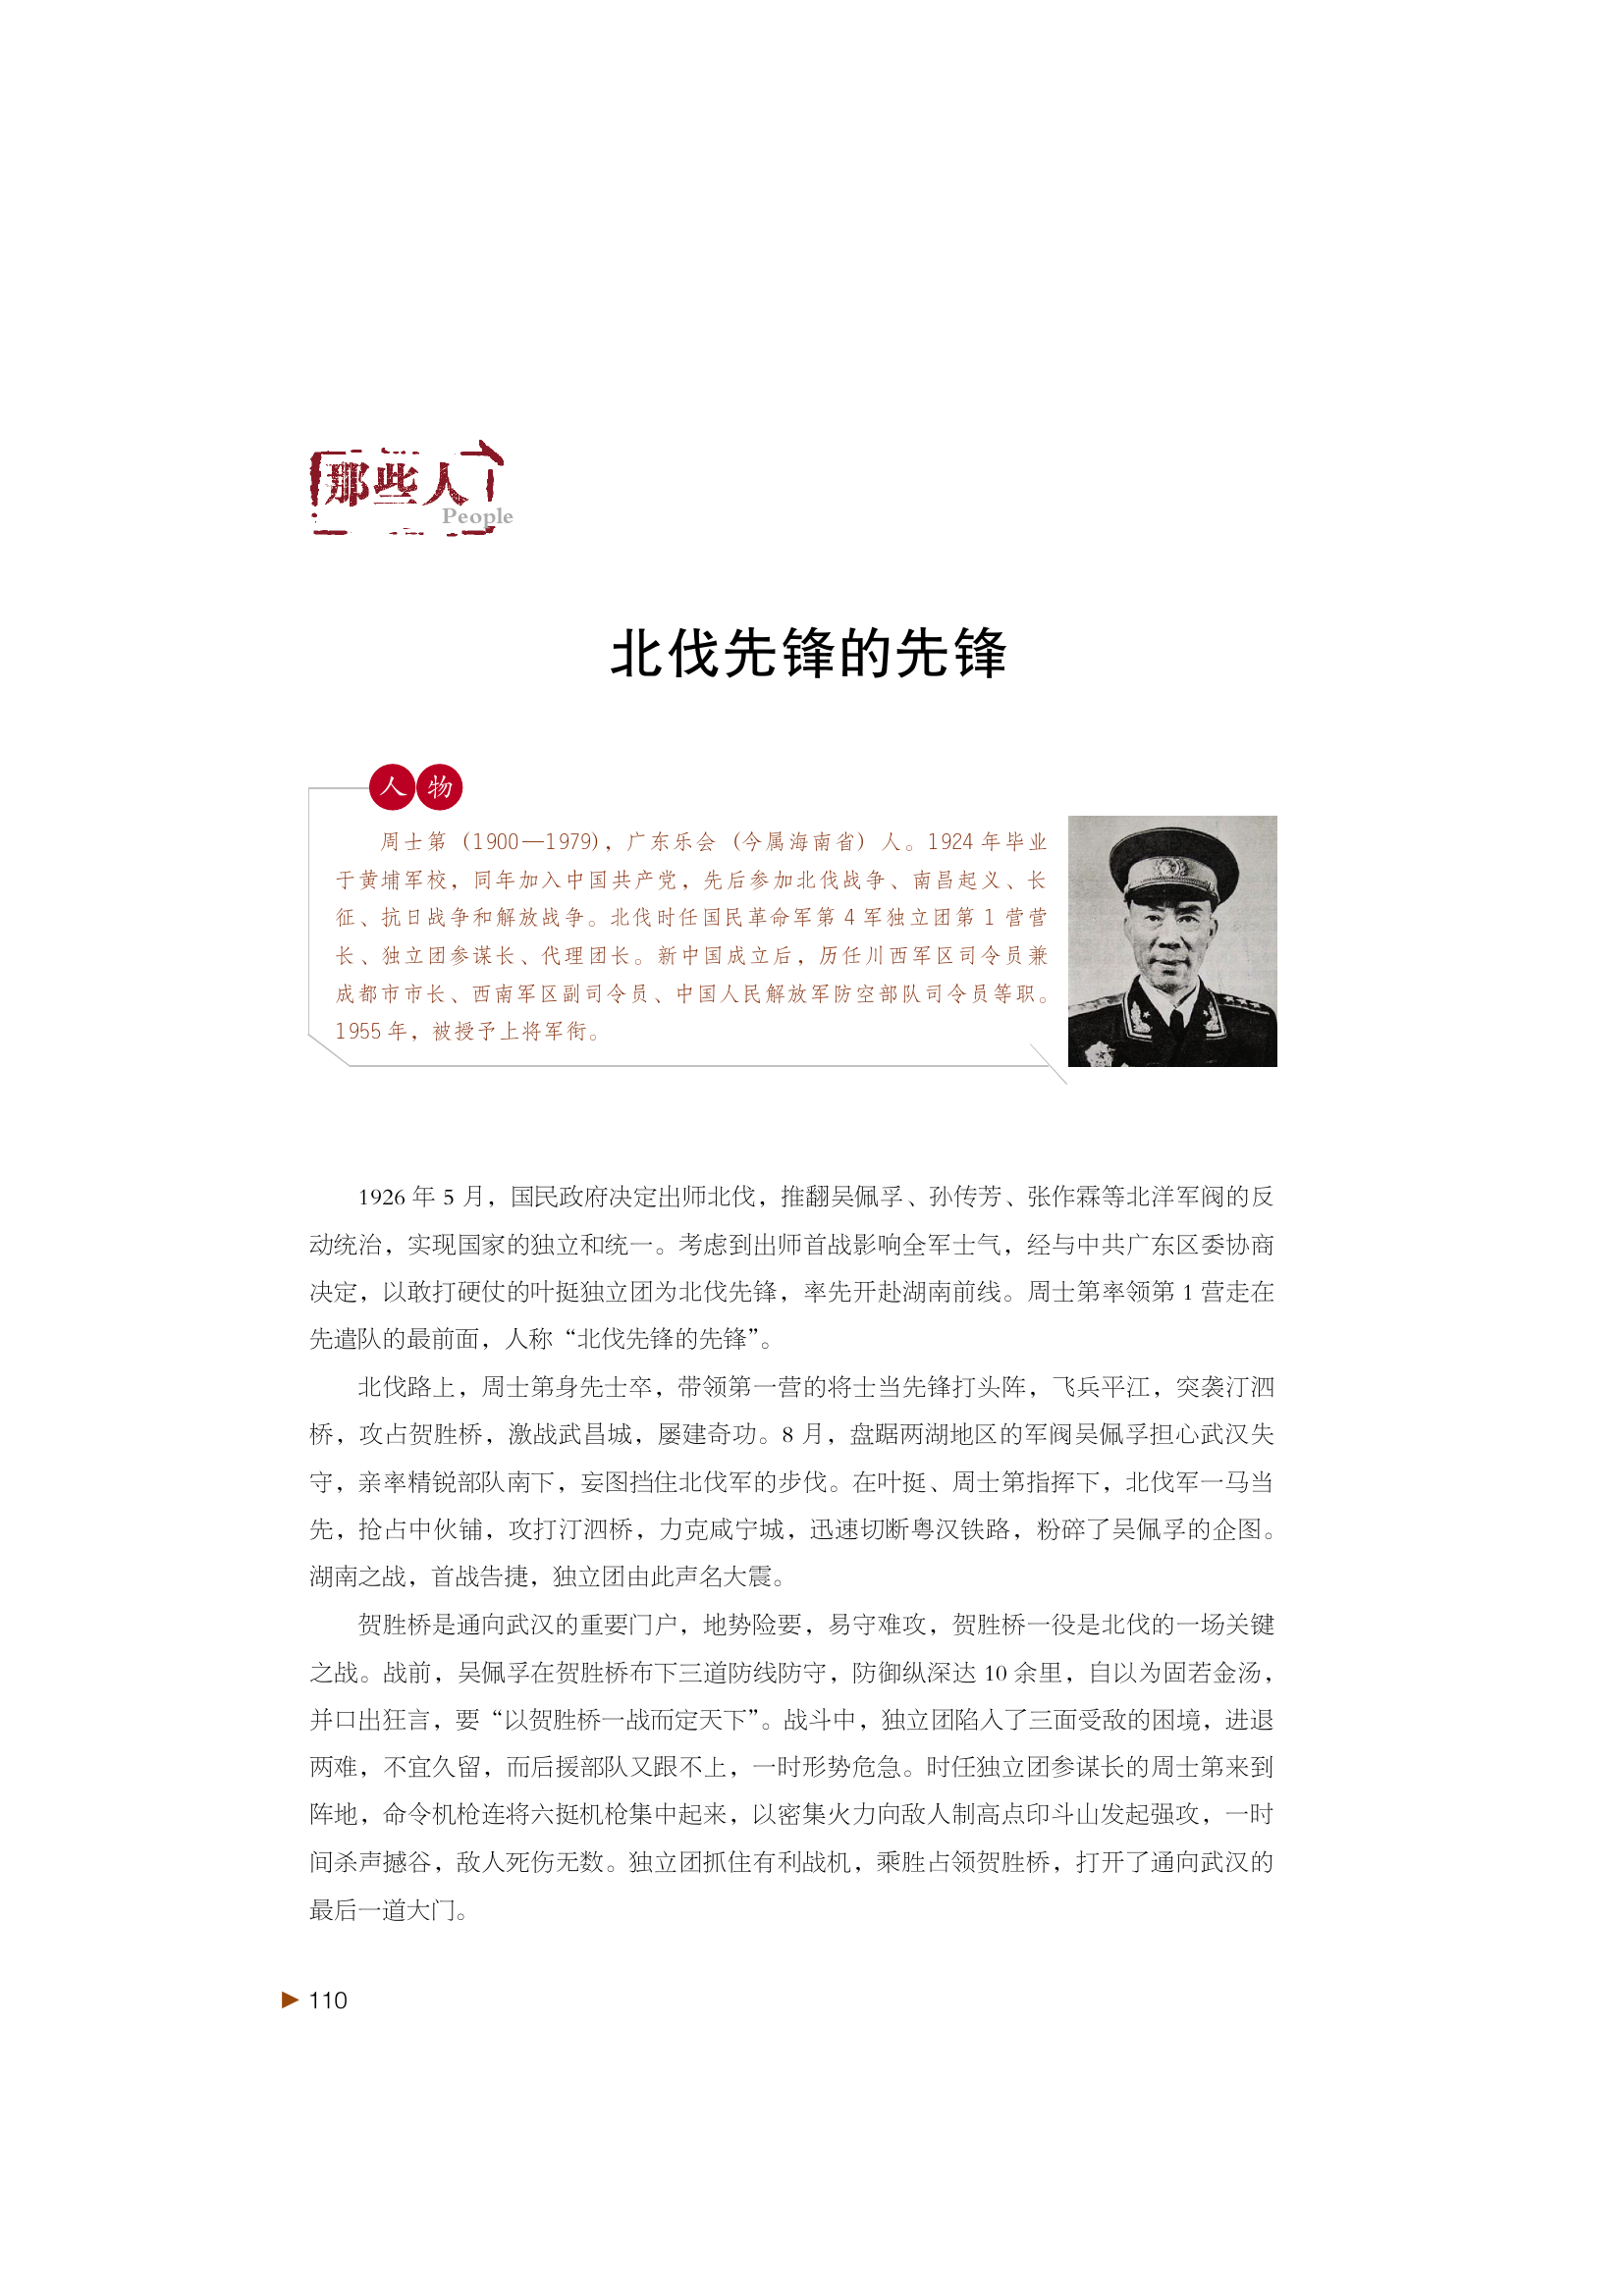 那些人
People
北伐先锋的先锋
人物
周士第（1900—1979），广东乐会（今属海南省）人。1924 年毕业
于黄埔军校，同年加入中国共产党，先后参加北伐战争、南昌起义、长
征、抗日战争和解放战争。北伐时任国民革命军第 4 军独立团第 1 营营
长、独立团参谋长、代理团长。新中国成立后，历任川西军区司令员兼
成都市市长、西南军区副司令员、中国人民解放军防空部队司令员等职。
1955 年，被授予上将军衔。
1926 年 5 月，国民政府决定出师北伐，推翻吴佩孚、孙传芳、张作霖等北洋军阀的反
动统治，实现国家的独立和统一。考虑到出师首战影响全军士气，经与中共广东区委协商
决定，以敢打硬仗的叶挺独立团为北伐先锋，率先开赴湖南前线。周士第率领第 1 营走在
先遣队的最前面，人称“北伐先锋的先锋”。
北伐路上，周士第身先士卒，带领第一营的将士当先锋打头阵，飞兵平江，突袭汀泗
桥，攻占贺胜桥，激战武昌城，屡建奇功。8 月，盘踞两湖地区的军阀吴佩孚担心武汉失
守，亲率精锐部队南下，妄图挡住北伐军的步伐。在叶挺、周士第指挥下，北伐军一马当
先，抢占中伙铺，攻打汀泗桥，力克咸宁城，迅速切断粤汉铁路，粉碎了吴佩孚的企图。
湖南之战，首战告捷，独立团由此声名大震。
贺胜桥是通向武汉的重要门户，地势险要，易守难攻，贺胜桥一役是北伐的一场关键
之战。战前，吴佩孚在贺胜桥布下三道防线防守，防御纵深达 10 余里，自以为固若金汤，
并口出狂言，要“以贺胜桥一战而定天下”。战斗中，独立团陷入了三面受敌的困境，进退
两难，不宜久留，而后援部队又跟不上，一时形势危急。时任独立团参谋长的周士第来到
阵地，命令机枪连将六挺机枪集中起来，以密集火力向敌人制高点印斗山发起强攻，一时
间杀声撼谷，敌人死伤无数。独立团抓住有利战机，乘胜占领贺胜桥，打开了通向武汉的
最后一道大门。
110